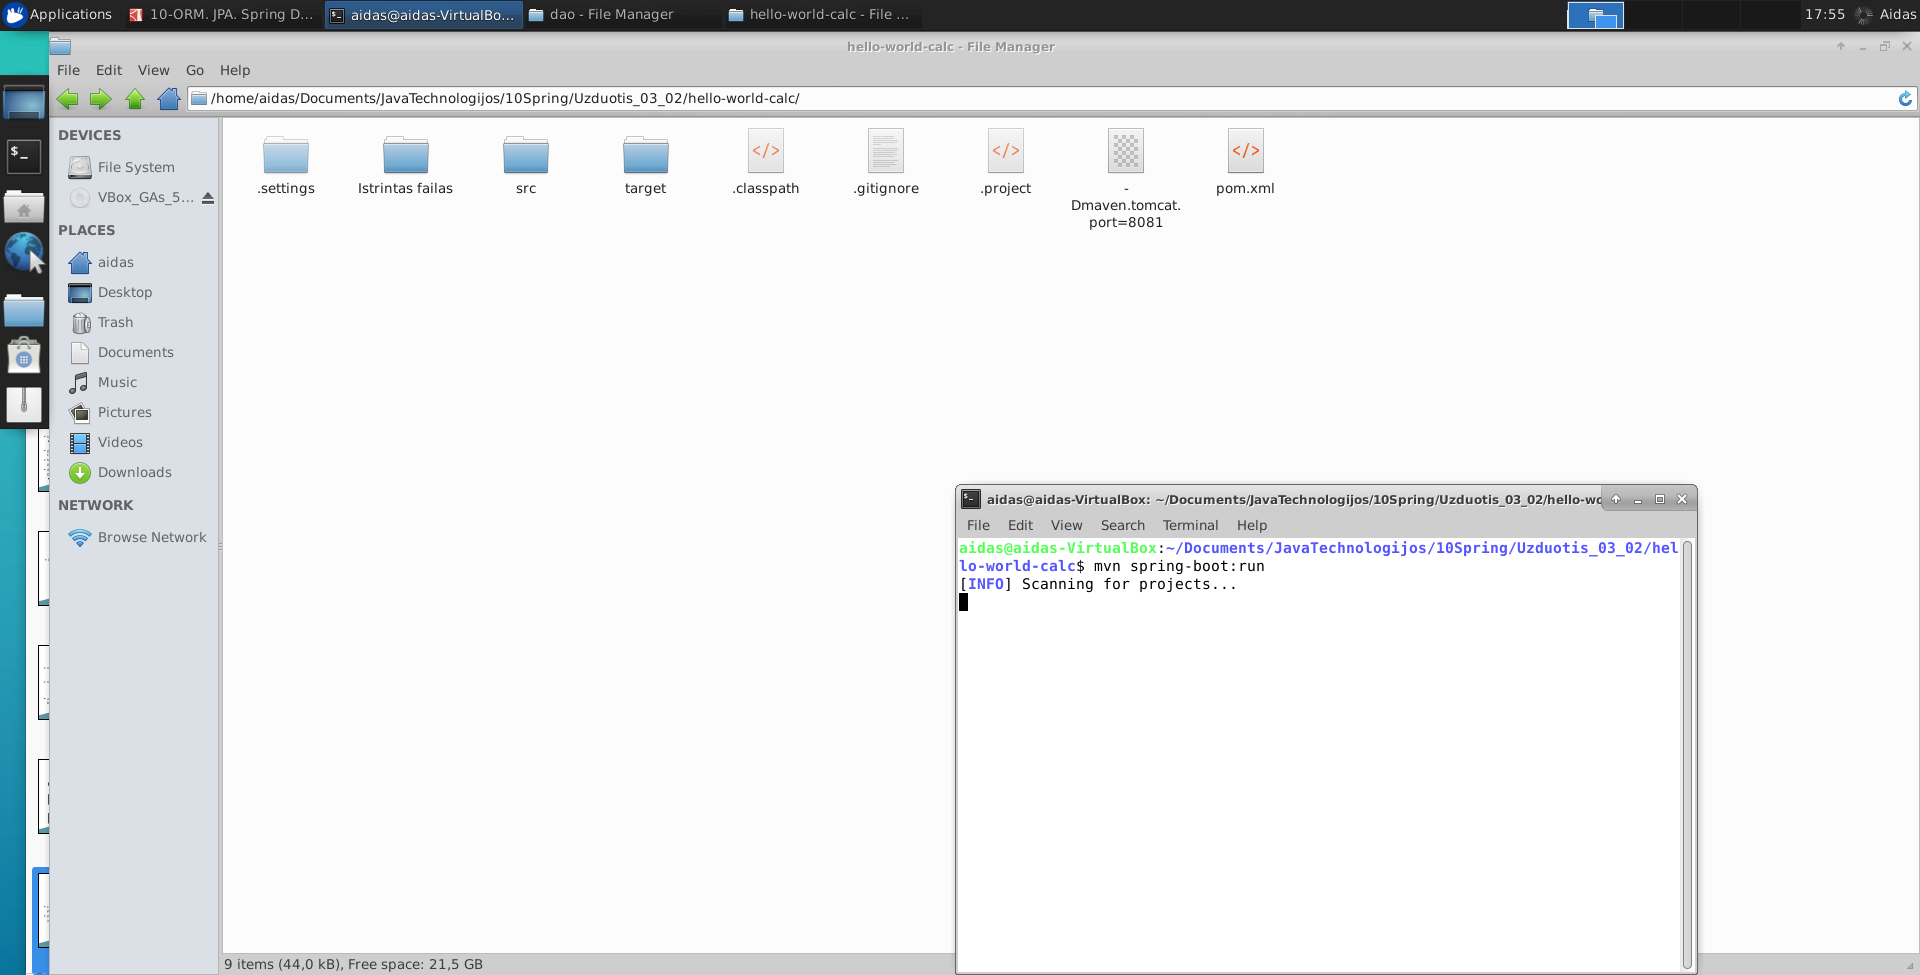 Applications
10-ORM. JPA. Spring D...
aidas@aidas-VirtualBo...
dao - File Manager
hello-world-calc - File ...
17:55
Aidas
hello-world-calc - File Manager
File Edit View Go Help
/home/aidas/Documents/JavaTechnologijos/10Spring/Uzduotis_03_02/hello-world-calc/
DEVICES
File System
VBox_GAs_5...
PLACES
aidas
Desktop
Trash
Documents
Music
Pictures
Videos
Downloads
NETWORK
Browse Network
.settings
Istrintas failas
src
target
.classpath
.gitignore
.project
-
Dmaven.tomcat.
port=8081
pom.xml
aidas@aidas-VirtualBox: ~/Documents/JavaTechnologijos/10Spring/Uzduotis_03_02/hello-wo
File Edit View Search Terminal Help
aidas@aidas-VirtualBox:~/Documents/JavaTechnologijos/10Spring/Uzduotis_03_02/hel
lo-world-calc$ mvn spring-boot:run
[INFO] Scanning for projects...
9 items (44,0 kB), Free space: 21,5 GB